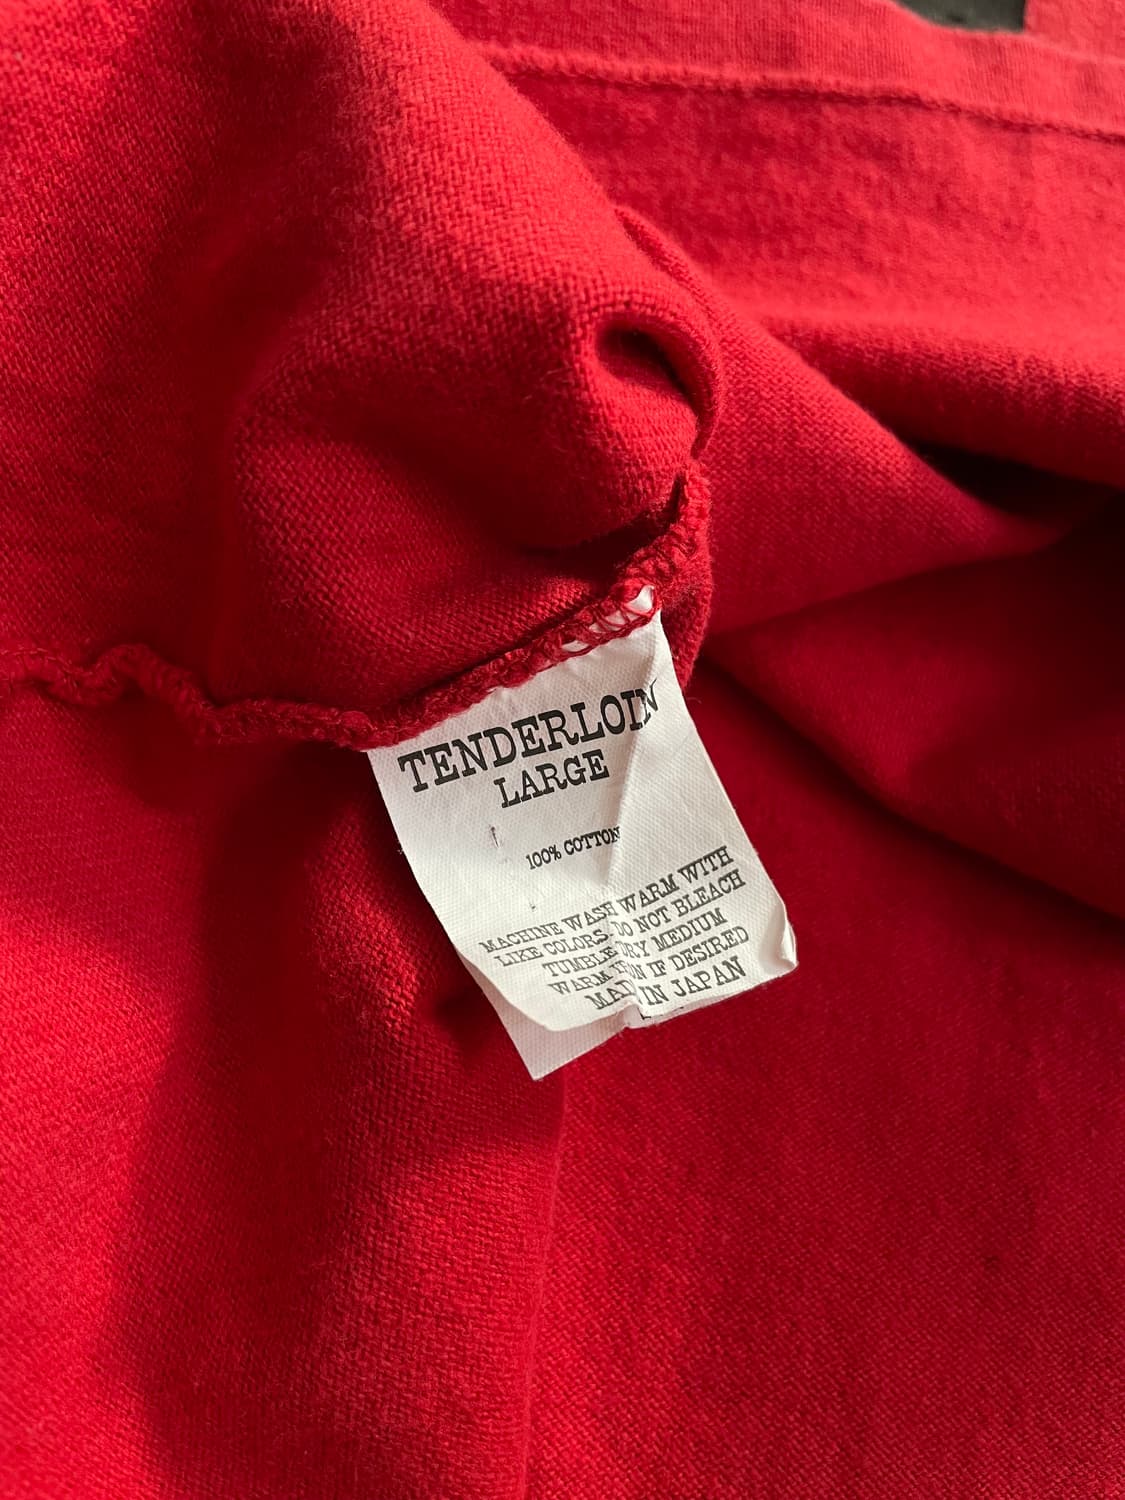 TENDERLOIN
LARGE
100% COTTON
MACHINE WASH WARM WITH
LIKE COLORS DO NOT BLEACH
TUMBLE DRY MEDIUM
WARM IRON IF DESIRED
MADE IN JAPAN